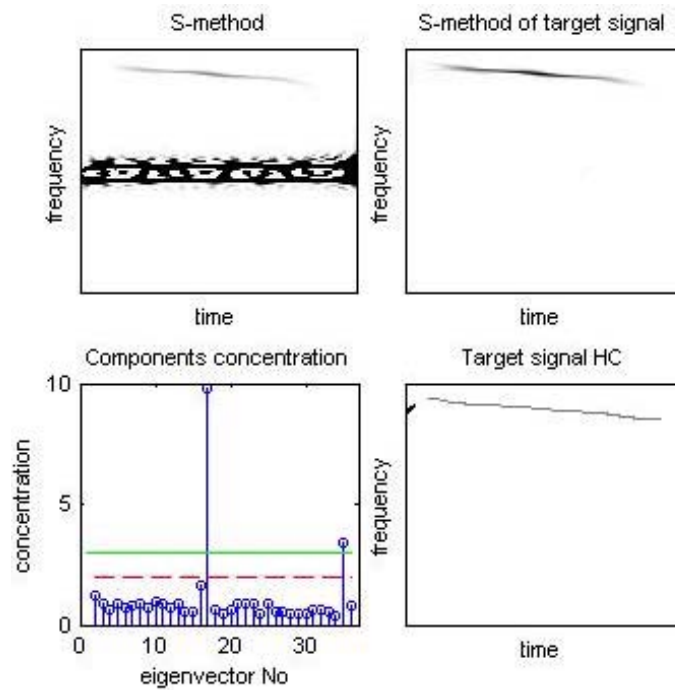 S-method
frequency
time
S-method of target signal
frequency
time
Components concentration
concentration
10
5
0
0
10
20
30
eigenvector No
Target signal HC
frequency
time